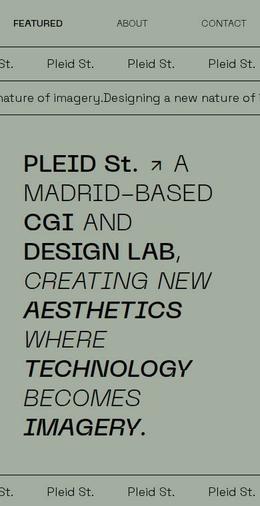 FEATURED ABOUT CONTACT
St. Pleid St. Pleid St. Pleid St.
nature of imagery.Designing a new nature of
PLEID St. ↗ A
MADRID–BASED
CGI AND
DESIGN LAB,
CREATING NEW
AESTHETICS
WHERE
TECHNOLOGY
BECOMES
IMAGERY.
St. Pleid St. Pleid St. Pleid St.